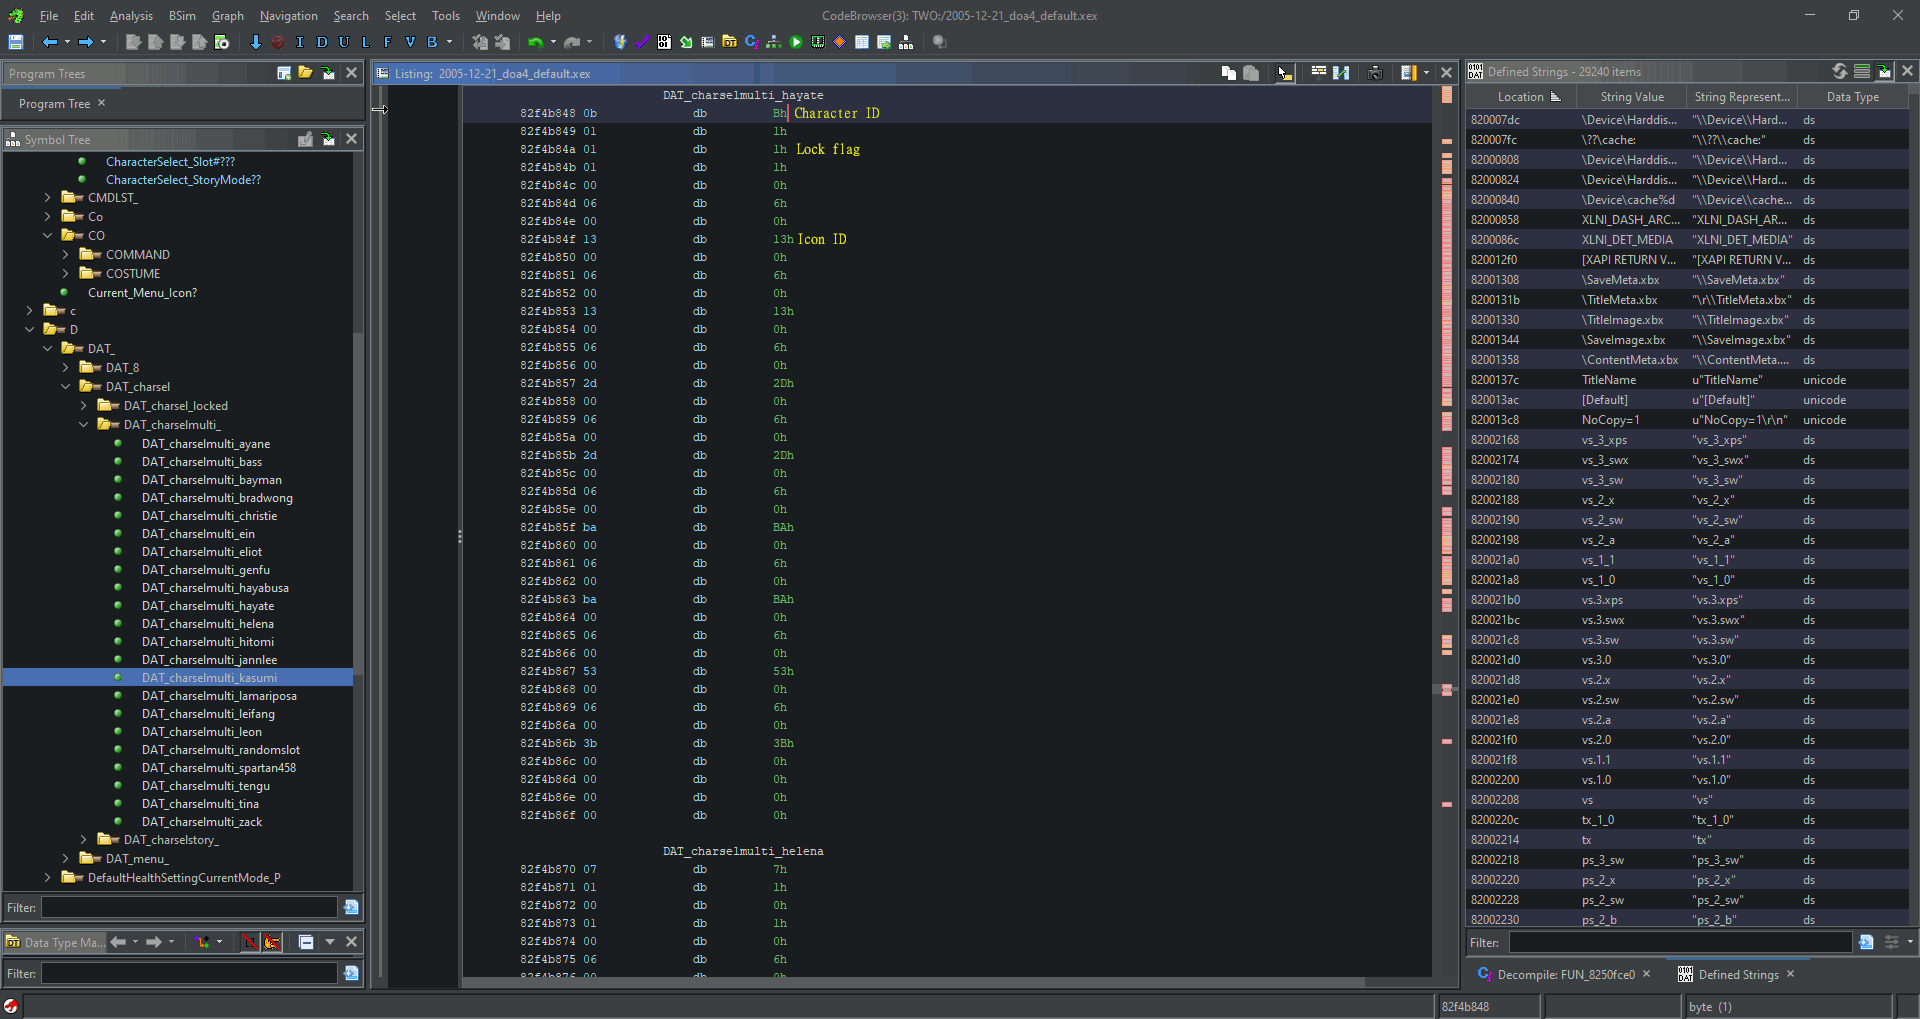 File Edit Analysis BSim Graph Navigation Search Select Tools Window Help
CodeBrowser(3): TWO:/2005-12-21_doa4_default.xex
I D U L F V B
Program Trees
Program Tree ×
Symbol Tree
CharacterSelect_Slot#???
CharacterSelect_StoryMode??
CMDLST_
Co
CO
COMMAND
COSTUME
Current_Menu_Icon?
c
D
DAT_
DAT_8
DAT_charsel
DAT_charsel_locked
DAT_charselmulti_
DAT_charselmulti_ayane
DAT_charselmulti_bass
DAT_charselmulti_bayman
DAT_charselmulti_bradwong
DAT_charselmulti_christie
DAT_charselmulti_ein
DAT_charselmulti_eliot
DAT_charselmulti_genfu
DAT_charselmulti_hayabusa
DAT_charselmulti_hayate
DAT_charselmulti_helena
DAT_charselmulti_hitomi
DAT_charselmulti_jannlee
DAT_charselmulti_kasumi
DAT_charselmulti_lamariposa
DAT_charselmulti_leifang
DAT_charselmulti_leon
DAT_charselmulti_randomslot
DAT_charselmulti_spartan458
DAT_charselmulti_tengu
DAT_charselmulti_tina
DAT_charselmulti_zack
DAT_charselstory_
DAT_menu_
DefaultHealthSettingCurrentMode_P
Filter:
Data Type Ma...
Filter:
Listing: 2005-12-21_doa4_default.xex
DAT_charselmulti_hayate
82f4b848 0b db Bh Character ID
82f4b849 01 db 1h
82f4b84a 01 db 1h Lock flag
82f4b84b 01 db 1h
82f4b84c 00 db 0h
82f4b84d 06 db 6h
82f4b84e 00 db 0h
82f4b84f 13 db 13h Icon ID
82f4b850 00 db 0h
82f4b851 06 db 6h
82f4b852 00 db 0h
82f4b853 13 db 13h
82f4b854 00 db 0h
82f4b855 06 db 6h
82f4b856 00 db 0h
82f4b857 2d db 2Dh
82f4b858 00 db 0h
82f4b859 06 db 6h
82f4b85a 00 db 0h
82f4b85b 2d db 2Dh
82f4b85c 00 db 0h
82f4b85d 06 db 6h
82f4b85e 00 db 0h
82f4b85f ba db BAh
82f4b860 00 db 0h
82f4b861 06 db 6h
82f4b862 00 db 0h
82f4b863 ba db BAh
82f4b864 00 db 0h
82f4b865 06 db 6h
82f4b866 00 db 0h
82f4b867 53 db 53h
82f4b868 00 db 0h
82f4b869 06 db 6h
82f4b86a 00 db 0h
82f4b86b 3b db 3Bh
82f4b86c 00 db 0h
82f4b86d 00 db 0h
82f4b86e 00 db 0h
82f4b86f 00 db 0h
DAT_charselmulti_helena
82f4b870 07 db 7h
82f4b871 01 db 1h
82f4b872 00 db 0h
82f4b873 01 db 1h
82f4b874 00 db 0h
82f4b875 06 db 6h
82f4b876 00 db 0h
Defined Strings - 29240 items
Location String Value String Represent... Data Type
820007dc \Device\Harddis... "\\Device\\Hard... ds
820007fc \??\cache: "\\??\\cache:" ds
82000808 \Device\Harddis... "\\Device\\Hard... ds
82000824 \Device\Harddis... "\\Device\\Hard... ds
82000840 \Device\cache%d "\\Device\\cache... ds
82000858 XLNI_DASH_ARC... "XLNI_DASH_AR... ds
8200086c XLNI_DET_MEDIA "XLNI_DET_MEDIA" ds
820012f0 [XAPI RETURN V... "[XAPI RETURN V... ds
82001308 \SaveMeta.xbx "\\SaveMeta.xbx" ds
8200131b \TitleMeta.xbx "\r\\TitleMeta.xbx" ds
82001330 \TitleImage.xbx "\\TitleImage.xbx" ds
82001344 \SaveImage.xbx "\\SaveImage.xbx" ds
82001358 \ContentMeta.xbx "\\ContentMeta.... ds
8200137c TitleName u"TitleName" unicode
820013ac [Default] u"[Default]" unicode
820013c8 NoCopy=1 u"NoCopy=1\r\n" unicode
82002168 vs_3_xps "vs_3_xps" ds
82002174 vs_3_swx "vs_3_swx" ds
82002180 vs_3_sw "vs_3_sw" ds
82002188 vs_2_x "vs_2_x" ds
82002190 vs_2_sw "vs_2_sw" ds
82002198 vs_2_a "vs_2_a" ds
820021a0 vs_1_1 "vs_1_1" ds
820021a8 vs_1_0 "vs_1_0" ds
820021b0 vs.3.xps "vs.3.xps" ds
820021bc vs.3.swx "vs.3.swx" ds
820021c8 vs.3.sw "vs.3.sw" ds
820021d0 vs.3.0 "vs.3.0" ds
820021d8 vs.2.x "vs.2.x" ds
820021e0 vs.2.sw "vs.2.sw" ds
820021e8 vs.2.a "vs.2.a" ds
820021f0 vs.2.0 "vs.2.0" ds
820021f8 vs.1.1 "vs.1.1" ds
82002200 vs.1.0 "vs.1.0" ds
82002208 vs "vs" ds
8200220c tx_1_0 "tx_1_0" ds
82002214 tx "tx" ds
82002218 ps_3_sw "ps_3_sw" ds
82002220 ps_2_x "ps_2_x" ds
82002228 ps_2_sw "ps_2_sw" ds
82002230 ps_2_b "ps_2_b" ds
Filter:
Decompile: FUN_8250fce0 × Defined Strings ×
82f4b848 byte (1)